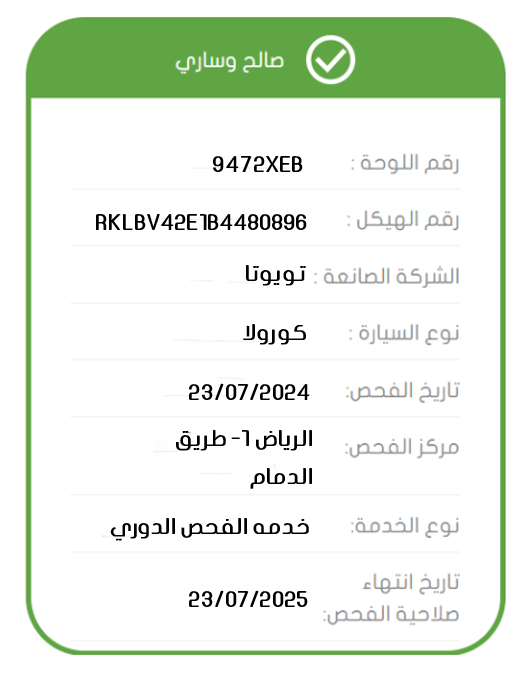 صالح وساري
رقم اللوحة : 9472XEB
رقم الهيكل : RKLBV42E1B4480896
الشركة الصانعة : تويوتا
نوع السيارة : كورولا
تاريخ الفحص: 23/07/2024
مركز الفحص: الرياض 1- طريق
الدمام
نوع الخدمة: خدمه الفحص الدوري
تاريخ انتهاء
صلاحية الفحص: 23/07/2025